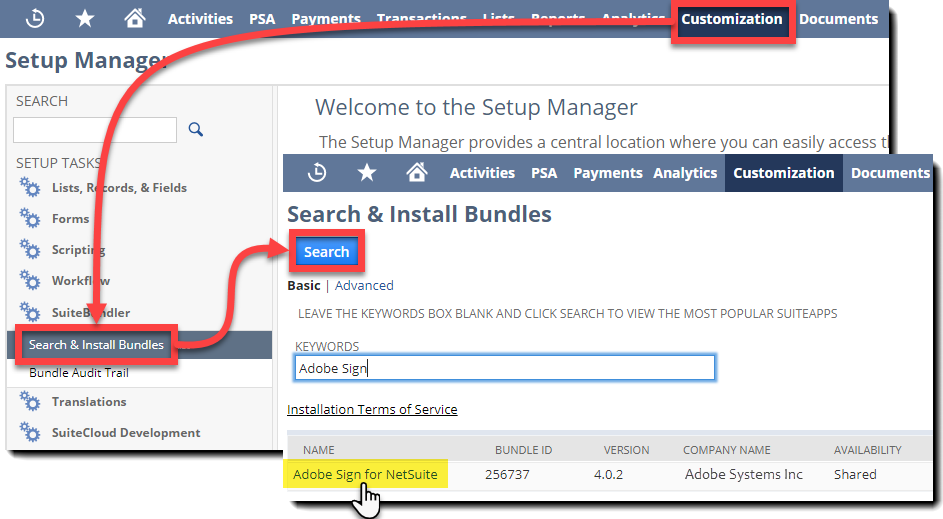 Activities PSA Payments Transactions Lists Reports Analytics Customization Documents
Setup Manager
SEARCH
SETUP TASKS
Lists, Records, & Fields
Forms
Scripting
Workflow
SuiteBundler
Search & Install Bundles
Bundle Audit Trail
Translations
SuiteCloud Development
Welcome to the Setup Manager
The Setup Manager provides a central location where you can easily access
Activities PSA Payments Analytics Customization Documents
Search & Install Bundles
Search
Basic | Advanced
LEAVE THE KEYWORDS BOX BLANK AND CLICK SEARCH TO VIEW THE MOST POPULAR SUITEAPPS
KEYWORDS
Adobe Sign
Installation Terms of Service
NAME BUNDLE ID VERSION COMPANY NAME AVAILABILITY
Adobe Sign for NetSuite 256737 4.0.2 Adobe Systems Inc Shared